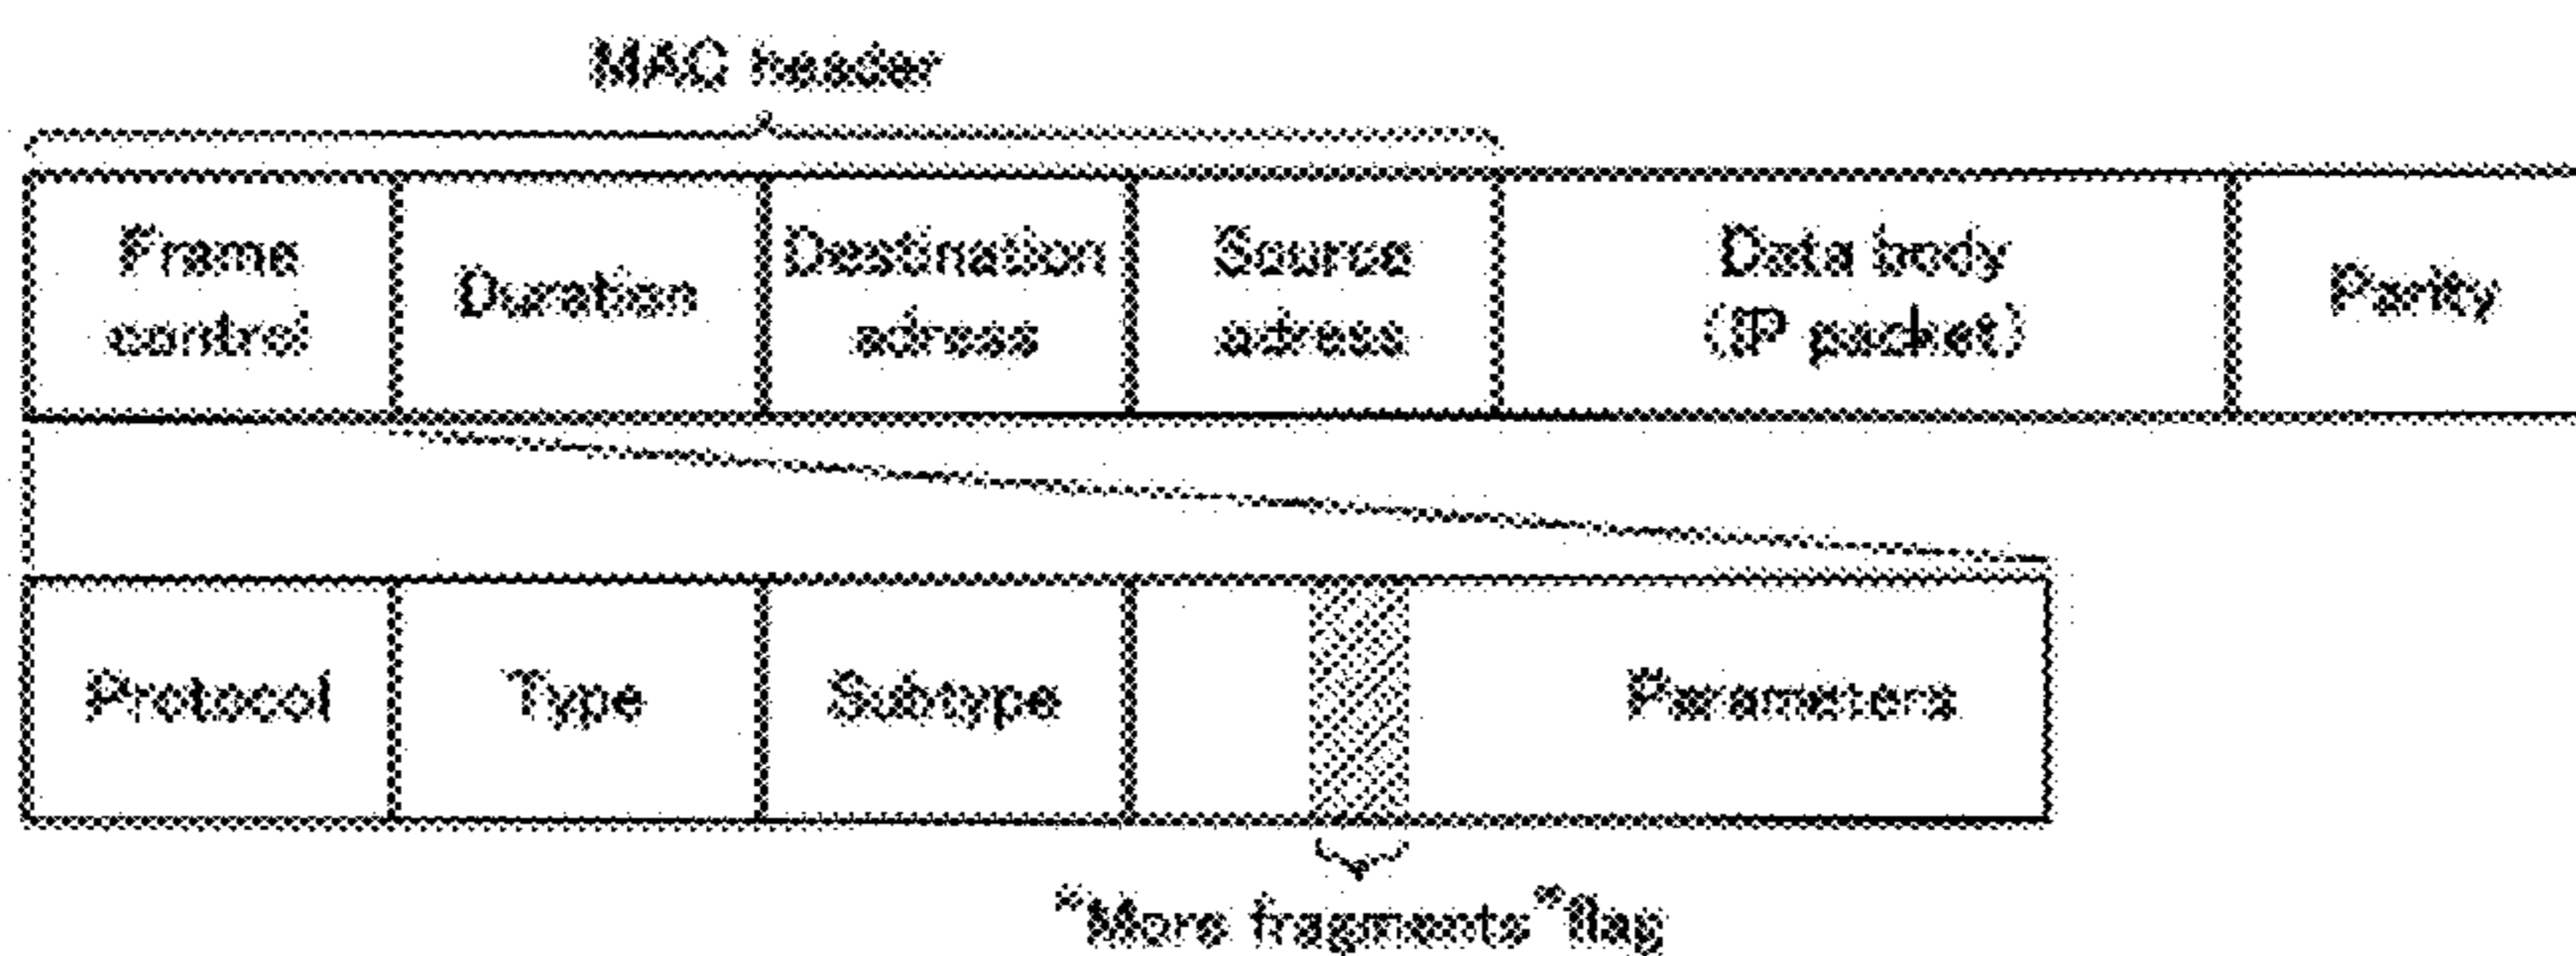 MAC header
Frame
control
Duration
Destination
adress
Source
adress
Data body
(IP packet)
Parity
Protocol
Type
Subtype
Parameters
"More fragments"flag